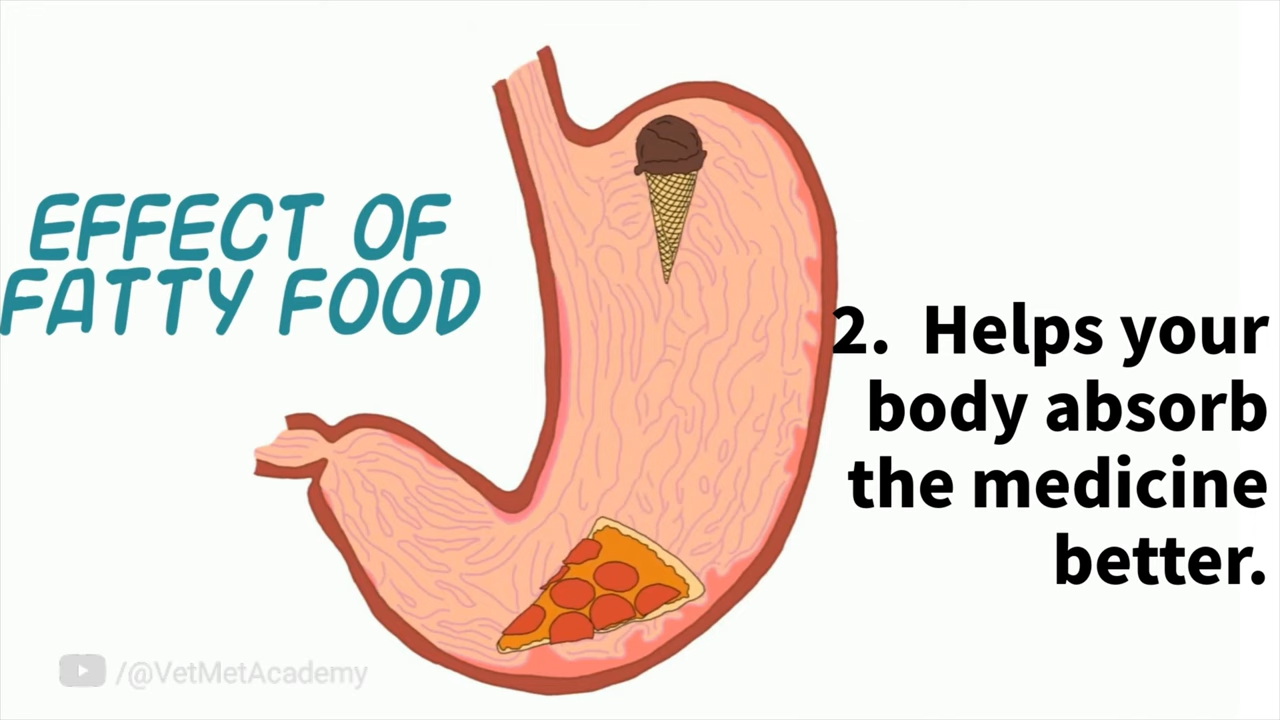 EFFECT OF
FATTY FOOD
2. Helps your
body absorb
the medicine
better.
/@VetMetAcademy